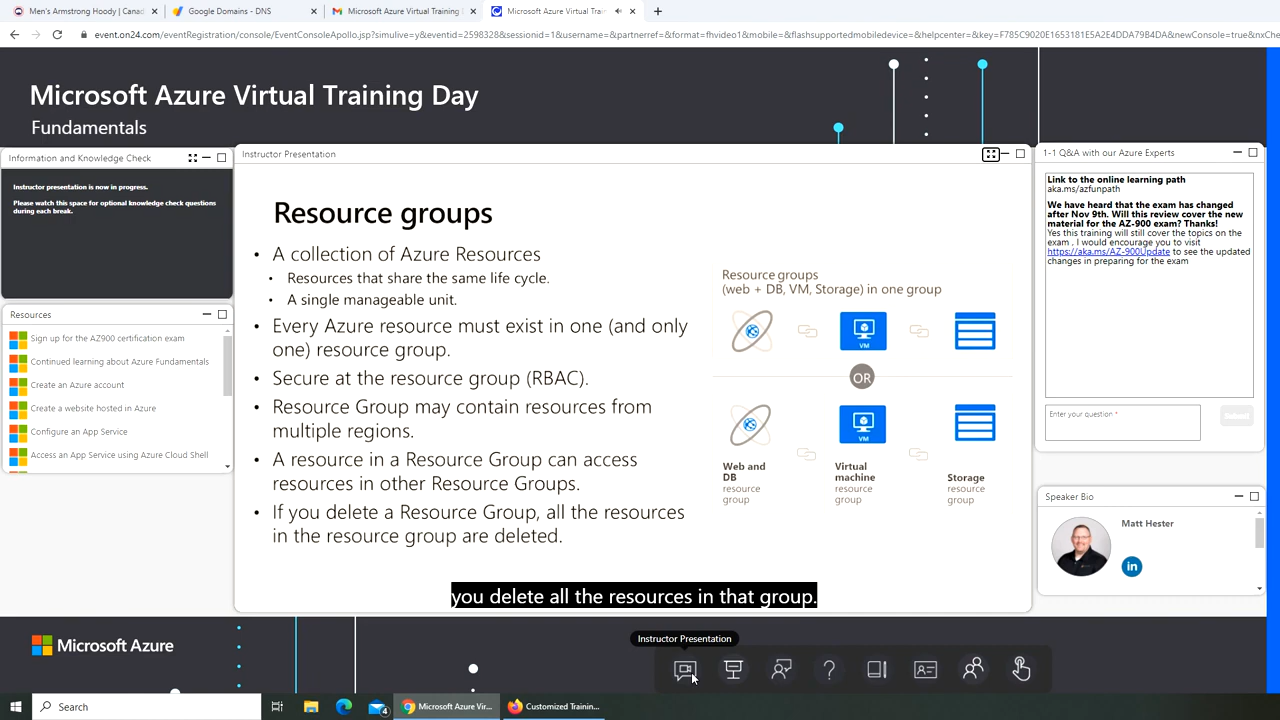 Men's Armstrong Hoody | Canad
Google Domains - DNS
Microsoft Azure Virtual Training D
Microsoft Azure Virtual Train
event.on24.com/eventRegistration/console/EventConsoleApollo.jsp?simulive=y&eventid=2598328&sessionid=1&username=&partnerref=&format=fhvideo1&mobile=&flashsupportedmobiledevice=&helpcenter=&key=F785C9020E1653181E5A2E4DDA79B4DA&newConsole=true&nxChe
Microsoft Azure Virtual Training Day
Fundamentals
Information and Knowledge Check
Instructor presentation is now in progress.
Please watch this space for optional knowledge check questions
during each break.
Resources
Sign up for the AZ900 certification exam
Continued learning about Azure Fundamentals
Create an Azure account
Create a website hosted in Azure
Configure an App Service
Access an App Service using Azure Cloud Shell
Instructor Presentation
Resource groups
• A collection of Azure Resources
• Resources that share the same life cycle.
• A single manageable unit.
• Every Azure resource must exist in one (and only
one) resource group.
• Secure at the resource group (RBAC).
• Resource Group may contain resources from
multiple regions.
• A resource in a Resource Group can access
resources in other Resource Groups.
• If you delete a Resource Group, all the resources
in the resource group are deleted.
Resource groups
(web + DB, VM, Storage) in one group
VM
OR
VM
Web and
DB
resource
group
Virtual
machine
resource
group
Storage
resource
group
you delete all the resources in that group.
1-1 Q&A with our Azure Experts
Link to the online learning path
aka.ms/azfunpath
We have heard that the exam has changed
after Nov 9th. Will this review cover the new
material for the AZ-900 exam? Thanks!
Yes this training will still cover the topics on the
exam , I would encourage you to visit
https://aka.ms/AZ-900Update to see the updated
changes in preparing for the exam
Enter your question *
Submit
Speaker Bio
Matt Hester
in
Microsoft Azure
Instructor Presentation
Search
4
Microsoft Azure Vir...
Customized Trainin...